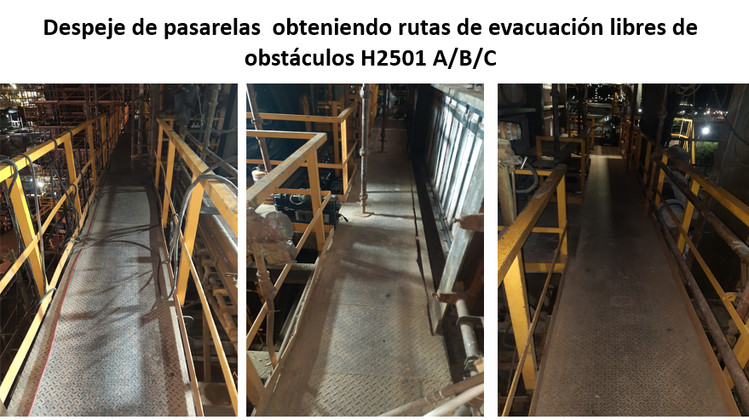 Despeje de pasarelas  obteniendo rutas de evacuación libres de
obstáculos H2501 A/B/C